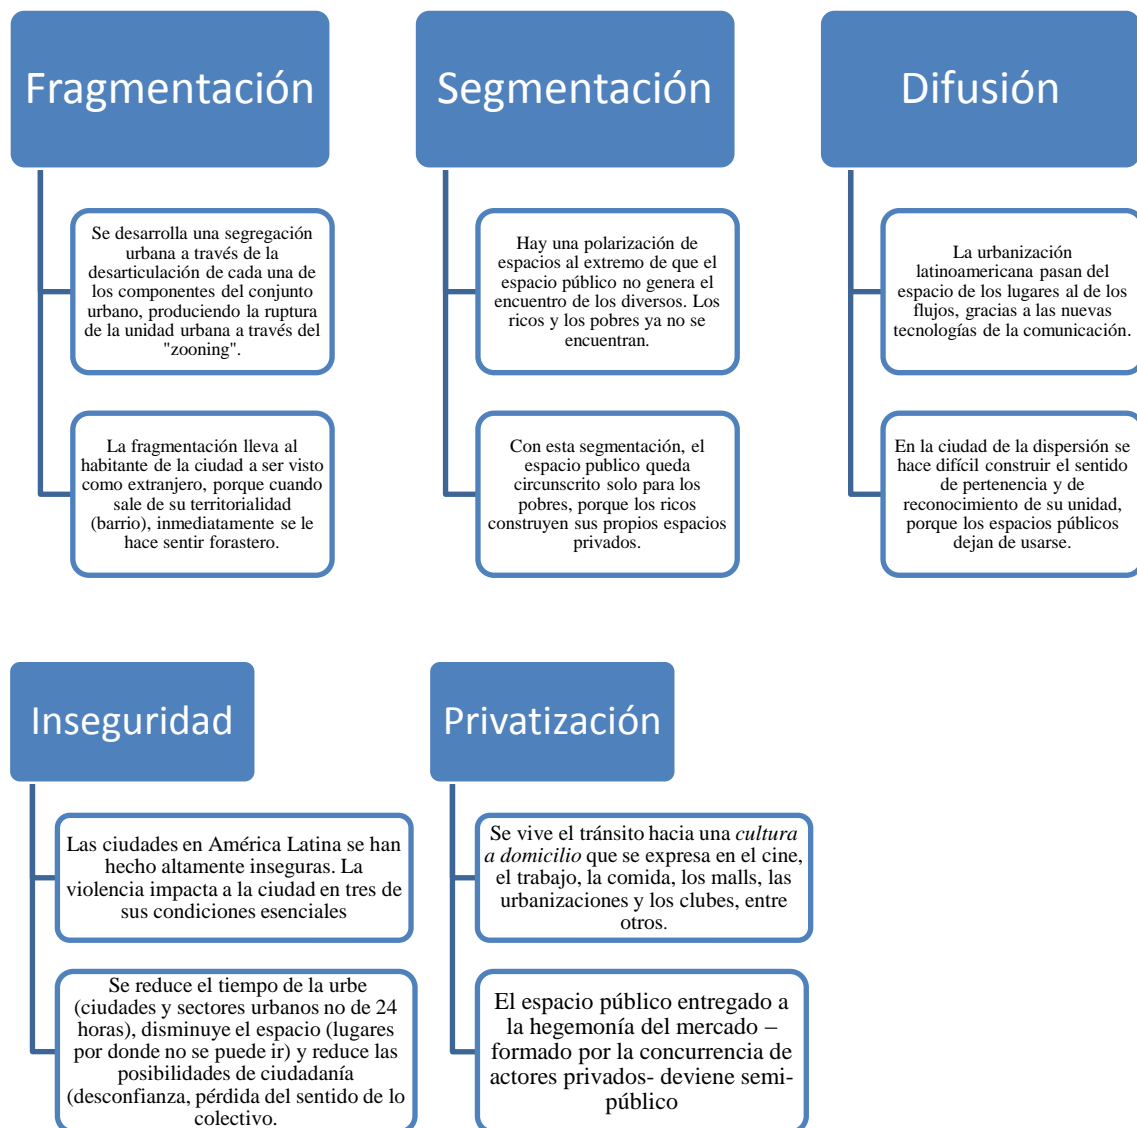 Fragmentación
Se desarrolla una segregación
urbana a través de la
desarticulación de cada una de
los componentes del conjunto
urbano, produciendo la ruptura
de la unidad urbana a través del
"zooning".
La fragmentación lleva al
habitante de la ciudad a ser visto
como extranjero, porque cuando
sale de su territorialidad
(barrio), inmediatamente se le
hace sentir forastero.
Segmentación
Hay una polarización de
espacios al extremo de que el
espacio público no genera el
encuentro de los diversos. Los
ricos y los pobres ya no se
encuentran.
Con esta segmentación, el
espacio publico queda
circunscrito solo para los
pobres, porque los ricos
construyen sus propios espacios
privados.
Difusión
La urbanización
latinoamericana pasan del
espacio de los lugares al de los
flujos, gracias a las nuevas
tecnologías de la comunicación.
En la ciudad de la dispersión se
hace difícil construir el sentido
de pertenencia y de
reconocimiento de su unidad,
porque los espacios públicos
dejan de usarse.
Inseguridad
Las ciudades en América Latina se han
hecho altamente inseguras. La
violencia impacta a la ciudad en tres de
sus condiciones esenciales
Se reduce el tiempo de la urbe
(ciudades y sectores urbanos no de 24
horas), disminuye el espacio (lugares
por donde no se puede ir) y reduce las
posibilidades de ciudadanía
(desconfianza, pérdida del sentido de lo
colectivo.
Privatización
Se vive el tránsito hacia una cultura
a domicilio que se expresa en el cine,
el trabajo, la comida, los malls, las
urbanizaciones y los clubes, entre
otros.
El espacio público entregado a
la hegemonía del mercado –
formado por la concurrencia de
actores privados- deviene semi-
público